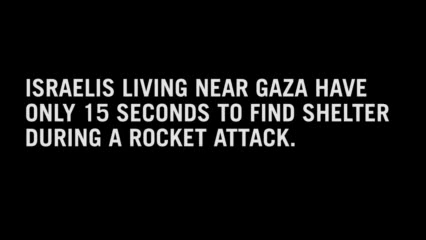 ISRAELIS LIVING NEAR GAZA HAVE
ONLY 15 SECONDS TO FIND SHELTER
DURING A ROCKET ATTACK.